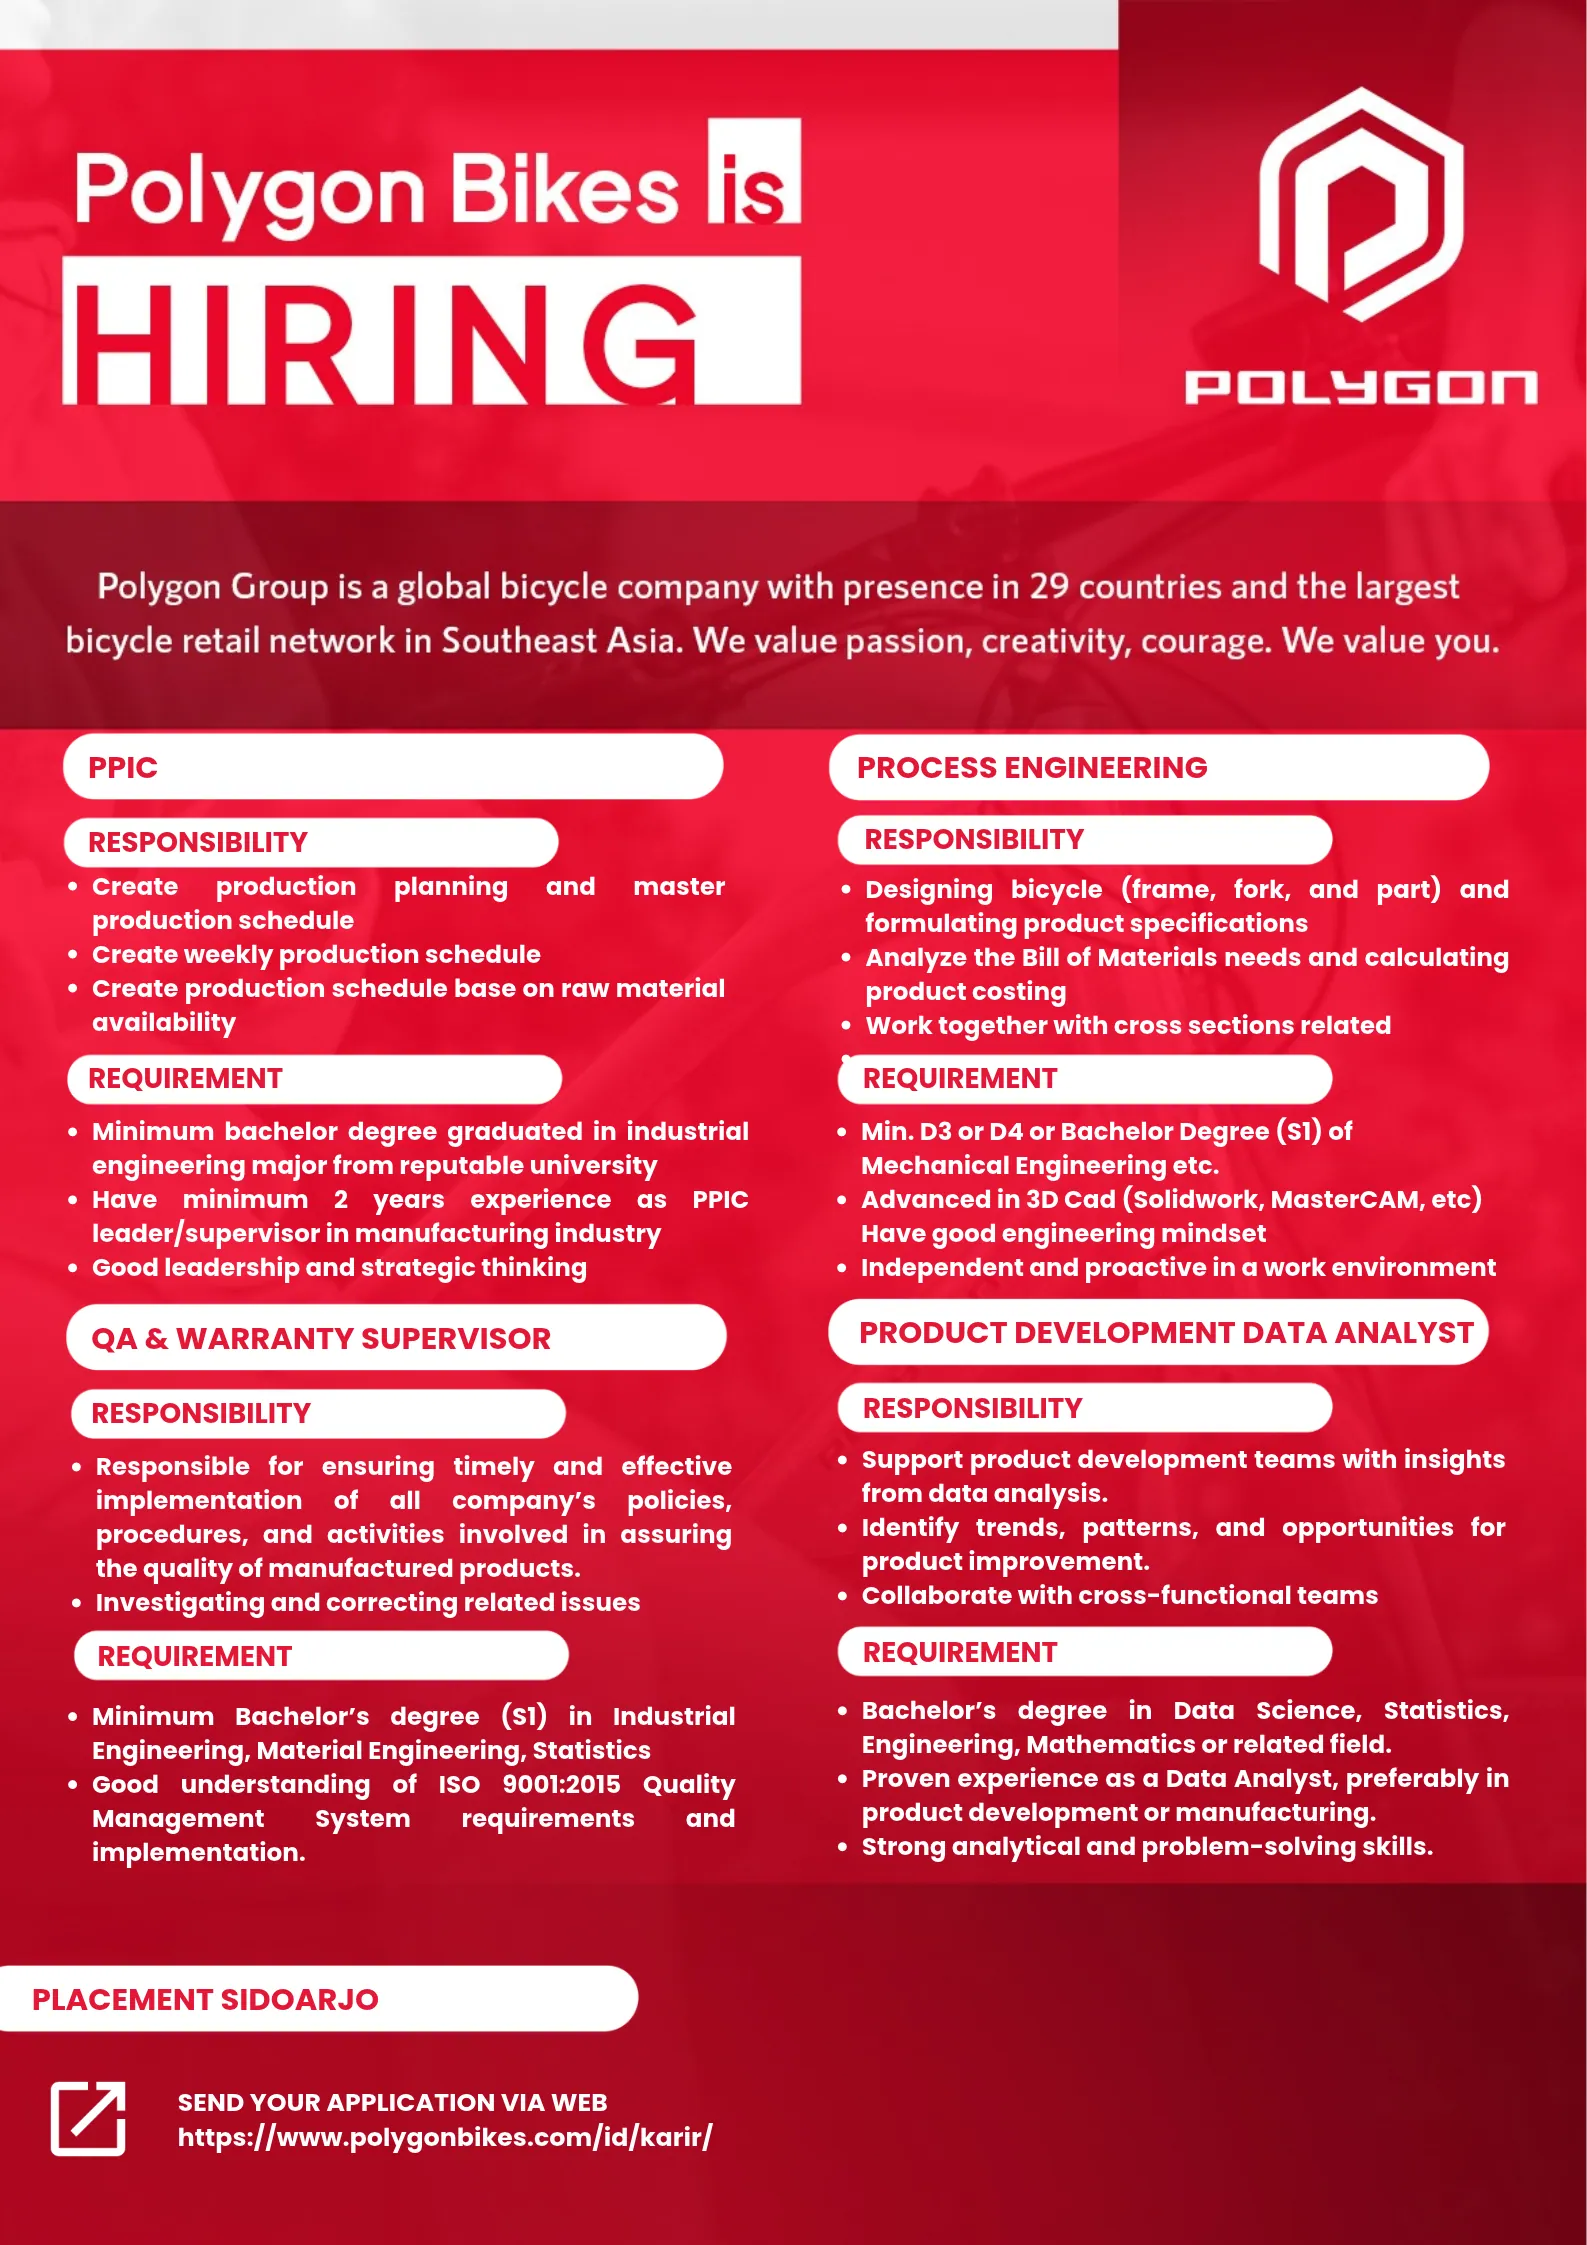 Polygon Bikes is
HIRING
POLYGON
Polygon Group is a global bicycle company with presence in 29 countries and the largest
bicycle retail network in Southeast Asia. We value passion, creativity, courage. We value you.
PPIC
RESPONSIBILITY
• Create production planning and master
production schedule
• Create weekly production schedule
• Create production schedule base on raw material
availability
REQUIREMENT
• Minimum bachelor degree graduated in industrial
engineering major from reputable university
• Have minimum 2 years experience as PPIC
leader/supervisor in manufacturing industry
• Good leadership and strategic thinking
QA & WARRANTY SUPERVISOR
RESPONSIBILITY
• Responsible for ensuring timely and effective
implementation of all company’s policies,
procedures, and activities involved in assuring
the quality of manufactured products.
• Investigating and correcting related issues
REQUIREMENT
• Minimum Bachelor’s degree (S1) in Industrial
Engineering, Material Engineering, Statistics
• Good understanding of ISO 9001:2015 Quality
Management System requirements and
implementation.
PROCESS ENGINEERING
RESPONSIBILITY
• Designing bicycle (frame, fork, and part) and
formulating product specifications
• Analyze the Bill of Materials needs and calculating
product costing
• Work together with cross sections related
REQUIREMENT
• Min. D3 or D4 or Bachelor Degree (S1) of
Mechanical Engineering etc.
• Advanced in 3D Cad (Solidwork, MasterCAM, etc)
Have good engineering mindset
• Independent and proactive in a work environment
PRODUCT DEVELOPMENT DATA ANALYST
RESPONSIBILITY
• Support product development teams with insights
from data analysis.
• Identify trends, patterns, and opportunities for
product improvement.
• Collaborate with cross-functional teams
REQUIREMENT
• Bachelor’s degree in Data Science, Statistics,
Engineering, Mathematics or related field.
• Proven experience as a Data Analyst, preferably in
product development or manufacturing.
• Strong analytical and problem-solving skills.
PLACEMENT SIDOARJO
SEND YOUR APPLICATION VIA WEB
https://www.polygonbikes.com/id/karir/